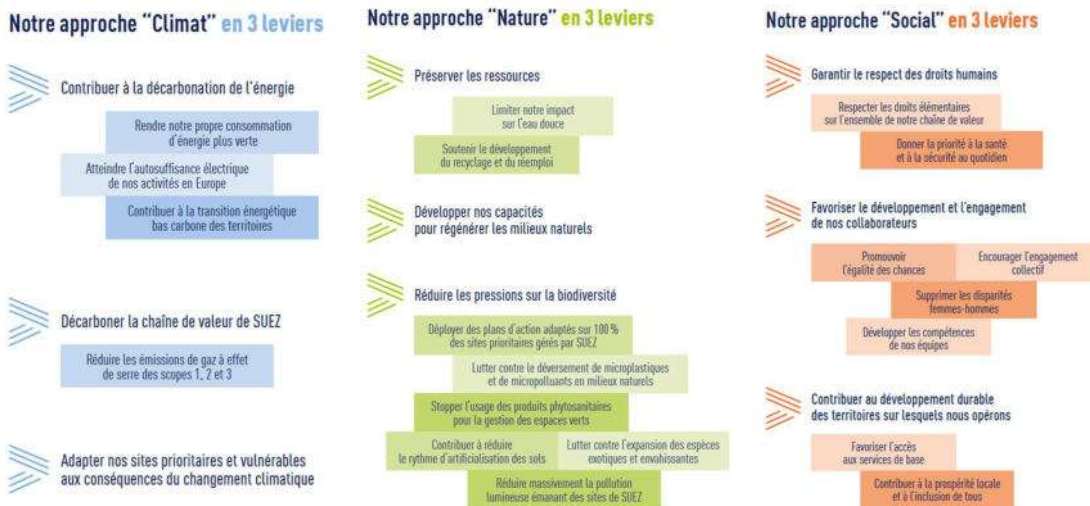 Notre approche “Climat” en 3 leviers
Contribuer à la décarbonation de l’énergie
Rendre notre propre consommation
d’énergie plus verte
Atteindre l’autosuffisance électrique
de nos activités en Europe
Contribuer à la transition énergétique
bas carbone des territoires
Décarboner la chaîne de valeur de SUEZ
Réduire les émissions de gaz à effet
de serre des scopes 1, 2 et 3
Adapter nos sites prioritaires et vulnérables
aux conséquences du changement climatique
Notre approche “Nature” en 3 leviers
Préserver les ressources
Limiter notre impact
sur l’eau douce
Soutenir le développement
du recyclage et du réemploi
Développer nos capacités
pour régénérer les milieux naturels
Réduire les pressions sur la biodiversité
Déployer des plans d’action adaptés sur 100 %
des sites prioritaires gérés par SUEZ
Lutter contre le déversement de microplastiques
et de micropolluants en milieux naturels
Stopper l’usage des produits phytosanitaires
pour la gestion des espaces verts
Contribuer à réduire
le rythme d’artificialisation des sols
Lutter contre l’expansion des espèces
exotiques et envahissantes
Réduire massivement la pollution
lumineuse émanant des sites de SUEZ
Notre approche “Social” en 3 leviers
Garantir le respect des droits humains
Respecter les droits élémentaires
sur l’ensemble de notre chaîne de valeur
Donner la priorité à la santé
et à la sécurité au quotidien
Favoriser le développement et l’engagement
de nos collaborateurs
Promouvoir
l’égalité des chances
Encourager l’engagement
collectif
Supprimer les disparités
femmes-hommes
Développer les compétences
de nos équipes
Contribuer au développement durable
des territoires sur lesquels nous opérons
Favoriser l’accès
aux services de base
Contribuer à la prospérité locale
et à l’inclusion de tous